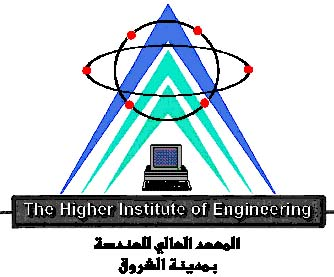 The Higher Institute of Engineering
المعهد العالي للهندسة
بمدينة الشروق